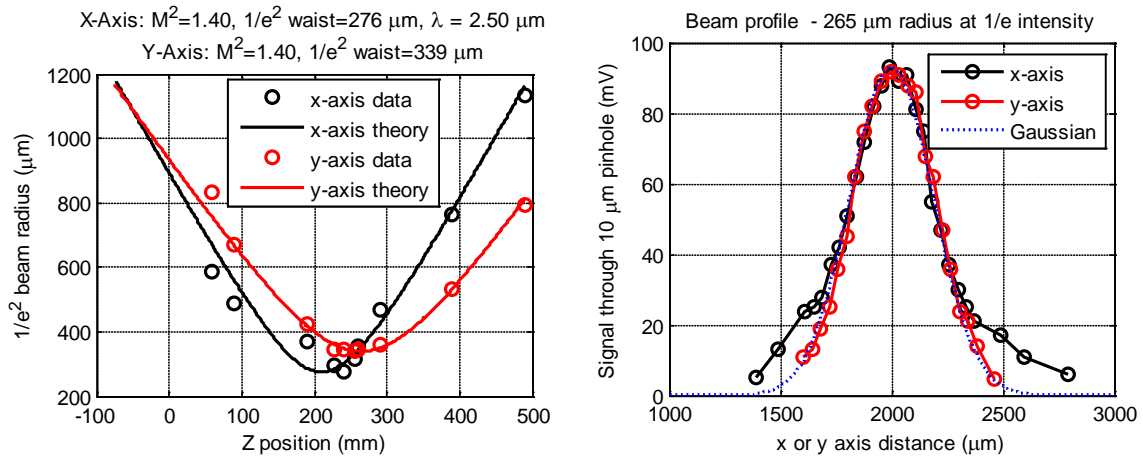 X-Axis: M²=1.40, 1/e² waist=276 μm, λ = 2.50 μm
Y-Axis: M²=1.40, 1/e² waist=339 μm
1200
1000
800
600
400
200
-100
0
100
200
300
400
500
1/e² beam radius (μm)
Z position (mm)
x-axis data
x-axis theory
y-axis data
y-axis theory
Beam profile - 265 μm radius at 1/e intensity
100
80
60
40
20
0
1000
1500
2000
2500
3000
Signal through 10 μm pinhole (mV)
x or y axis distance (μm)
x-axis
y-axis
Gaussian